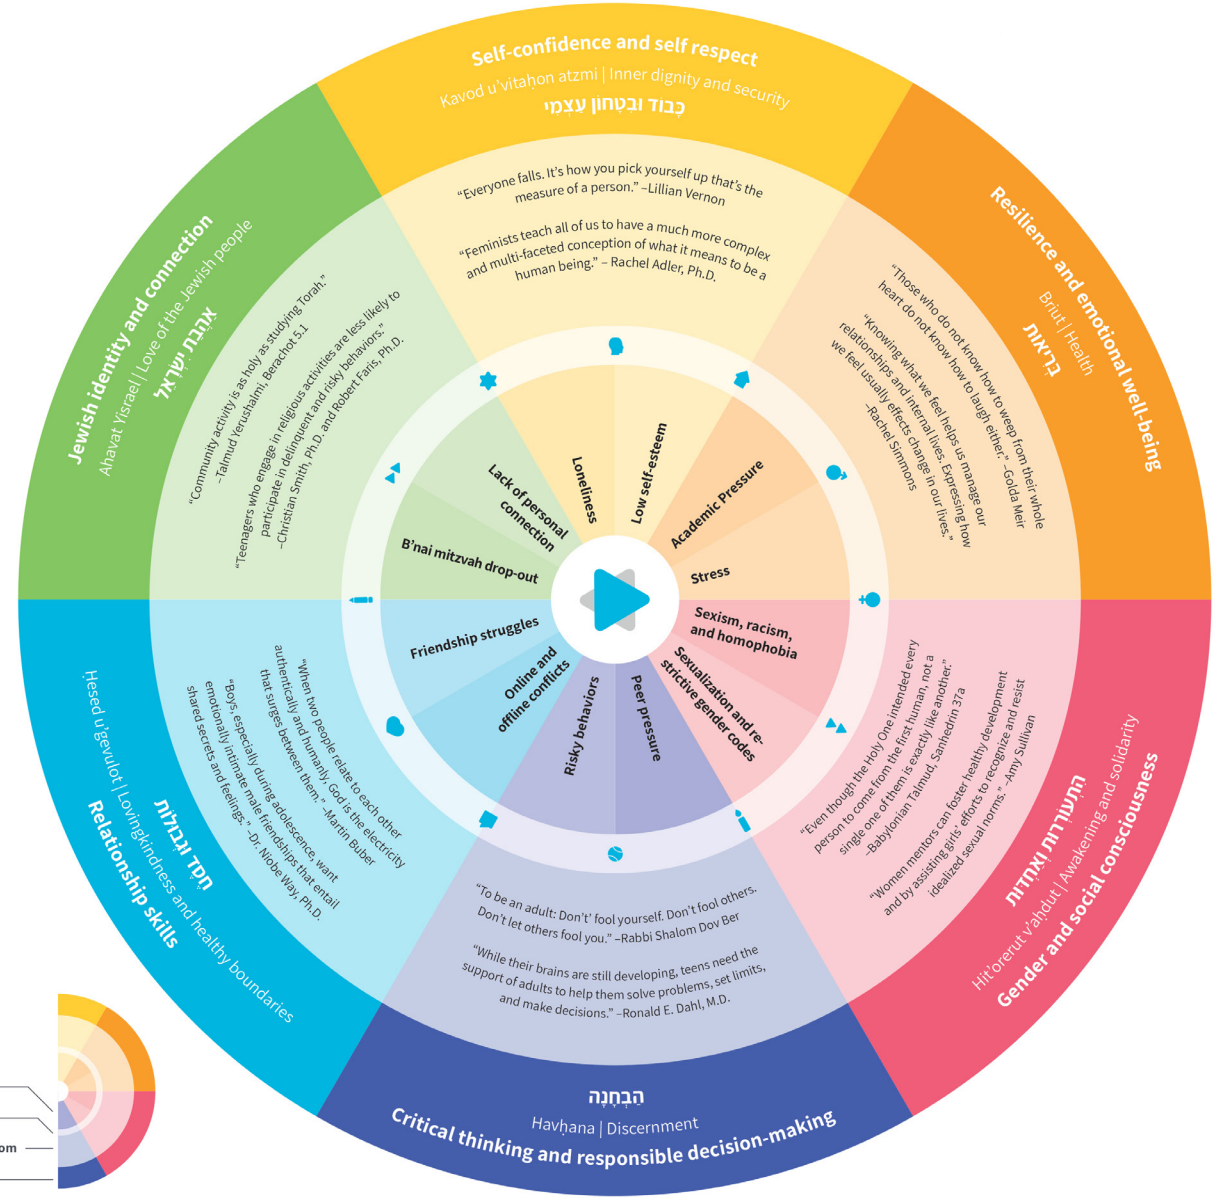 Self-confidence and self respect
Kavod u’vitaḥon atzmi | Inner dignity and security
כָּבוֹד וּבִטָּחוֹן עַצְמִי
“Everyone falls. It’s how you pick yourself up that’s the
measure of a person.” –Lillian Vernon
“Feminists teach all of us to have a much more complex
and multi-faceted conception of what it means to be a
human being.” – Rachel Adler, Ph.D.
Loneliness
Low self-esteem
Resilience and emotional well-being
Briut | Health
בְּרִיאוּת
“Those who do not know how to weep from their whole
heart do not know how to laugh either.” –Golda Meir
“Knowing what we feel helps us manage our
relationships and internal lives. Expressing how
we feel usually effects change in our lives.”
–Rachel Simmons
Academic Pressure
Stress
Sexism, racism,
and homophobia
Sexualization and re-
strictive gender codes
“Even though the Holy One intended every
person to come from the first human, not a
single one of them is exactly like another.”
–Babylonian Talmud, Sanhedrin 37a
“Women mentors can foster healthy development
and by assisting girls’ efforts to recognize and resist
idealized sexual norms.” –Amy Sullivan
הִתְעוֹרְרוּת וְאַחְדוּת
Hit’orerut v’aḥdut | Awakening and solidarity
Gender and social consciousness
Peer pressure
Risky behaviors
“To be an adult: Don’t’ fool yourself. Don’t fool others.
Don’t let others fool you.” –Rabbi Shalom Dov Ber
“While their brains are still developing, teens need the
support of adults to help them solve problems, set limits,
and make decisions.” –Ronald E. Dahl, M.D.
הַבְחָנָה
Havḥana | Discernment
Critical thinking and responsible decision-making
Online and
offline conflicts
Friendship struggles
“When two people relate to each other
authentically and humanly, God is the electricity
that surges between them.” –Martin Buber
“Boys, especially during adolescence, want
emotionally intimate male friendships that entail
shared secrets and feelings.” –Dr. Niobe Way, Ph.D.
חֶסֶד וּגְבוּלוֹת
Ḥesed u’gevulot | Lovingkindness and healthy boundaries
Relationship skills
B’nai mitzvah drop-out
Lack of personal
connection
Jewish identity and connection
Ahavat Yisrael | Love of the Jewish people
אַהֲבַת יִשְׂרָאֵל
“Community activity is as holy as studying Torah.”
–Talmud Yerushalmi, Berachot 5.1
“Teenagers who engage in religious activities are less likely to
participate in delinquent and risky behaviors.”
–Christian Smith, Ph.D. and Robert Faris, Ph.D.
om